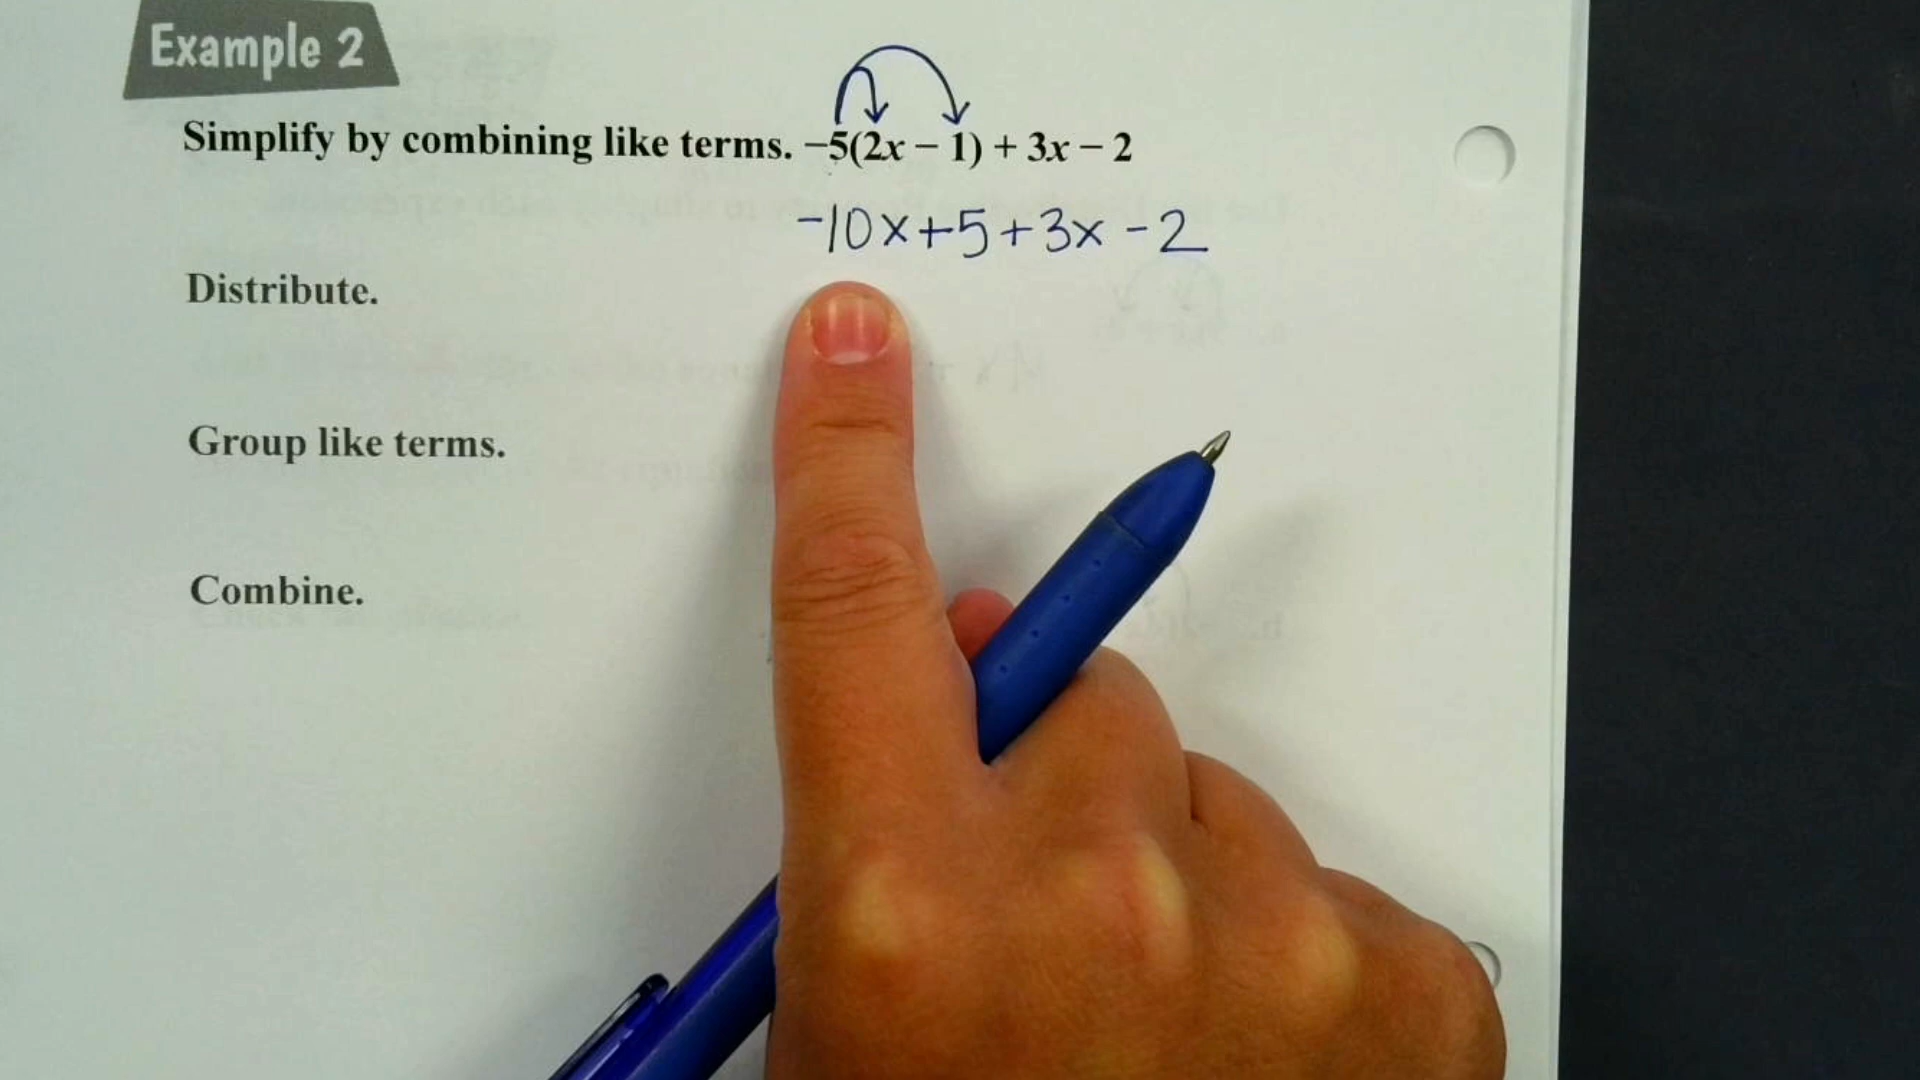 Example 2
Simplify by combining like terms. −5(2x − 1) + 3x − 2
-10x+5+3x -2
Distribute.
Group like terms.
Combine.